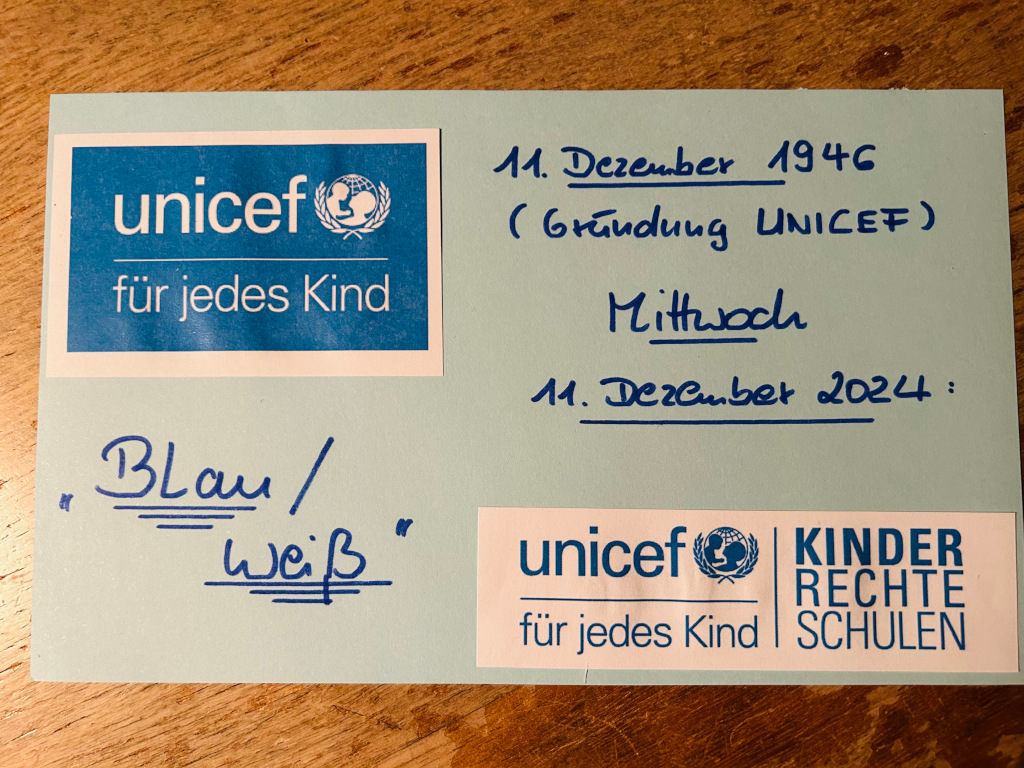 unicef
für jedes Kind
11. Dezember 1946
(Gründung UNICEF)
Mittwoch
11. Dezember 2024:
„BLau/
weiß"
unicef
für jedes Kind
KINDER
RECHTE
SCHULEN